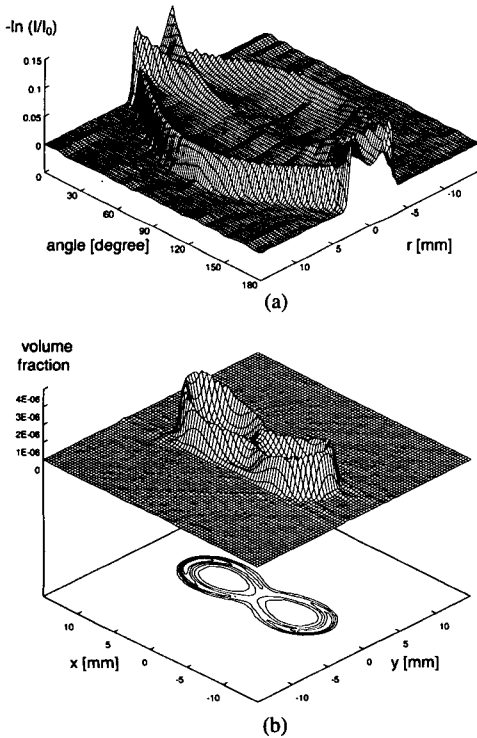 -ln (I/I0)
0.15
0.1
0.05
0
0
30
60
90
120
150
180
angle [degree]
10
5
0
-5
-10
r [mm]
(a)
volume
fraction
4E-06
3E-06
2E-06
1E-06
0
10
5
0
-5
-10
x [mm]
10
5
0
-5
-10
y [mm]
(b)